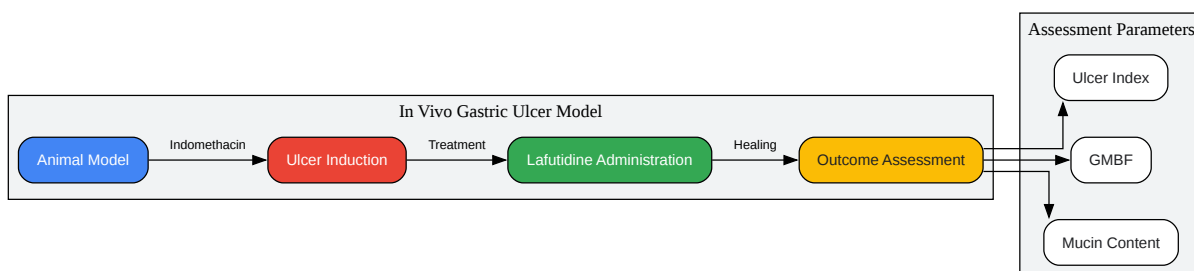 Assessment Parameters
In Vivo Gastric Ulcer Model
Animal Model
Indomethacin
Ulcer Induction
Treatment
Lafutidine Administration
Healing
Outcome Assessment
Ulcer Index
GMBF
Mucin Content